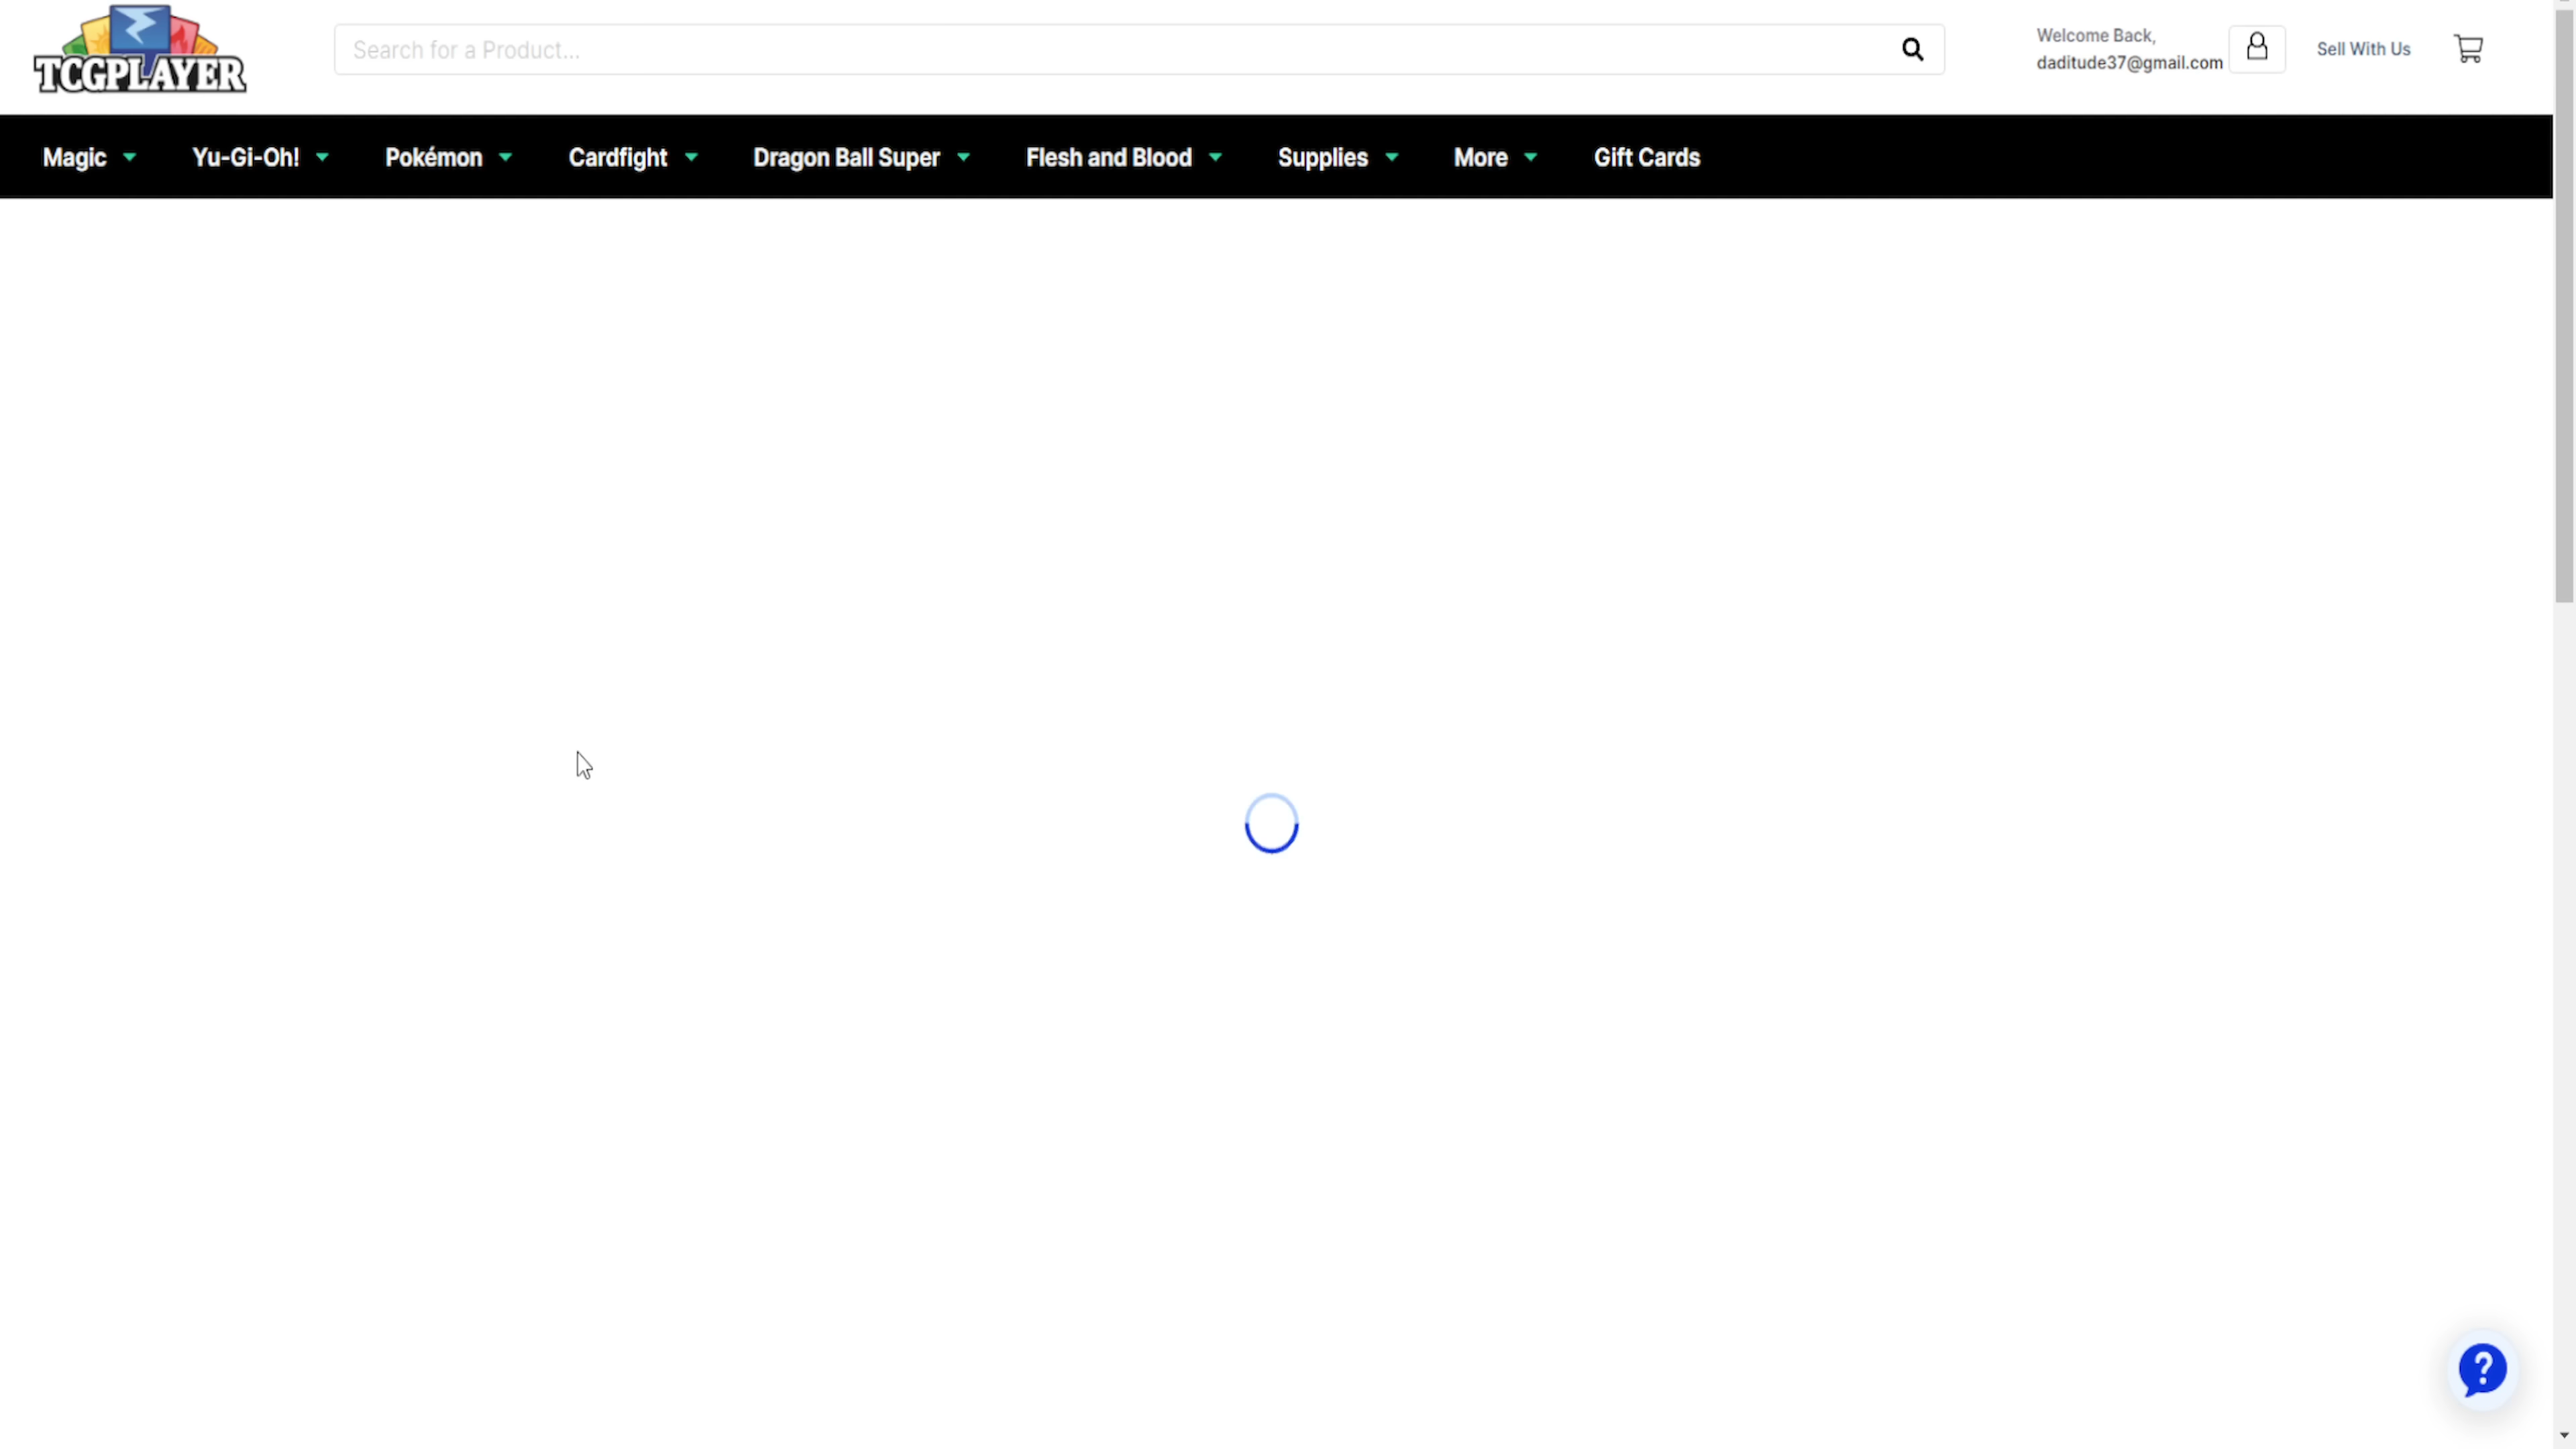 TCGPLAYER
Search for a Product...
Welcome Back,
daditude37@gmail.com
Sell With Us
Magic
Yu-Gi-Oh!
Pokémon
Cardfight
Dragon Ball Super
Flesh and Blood
Supplies
More
Gift Cards
?